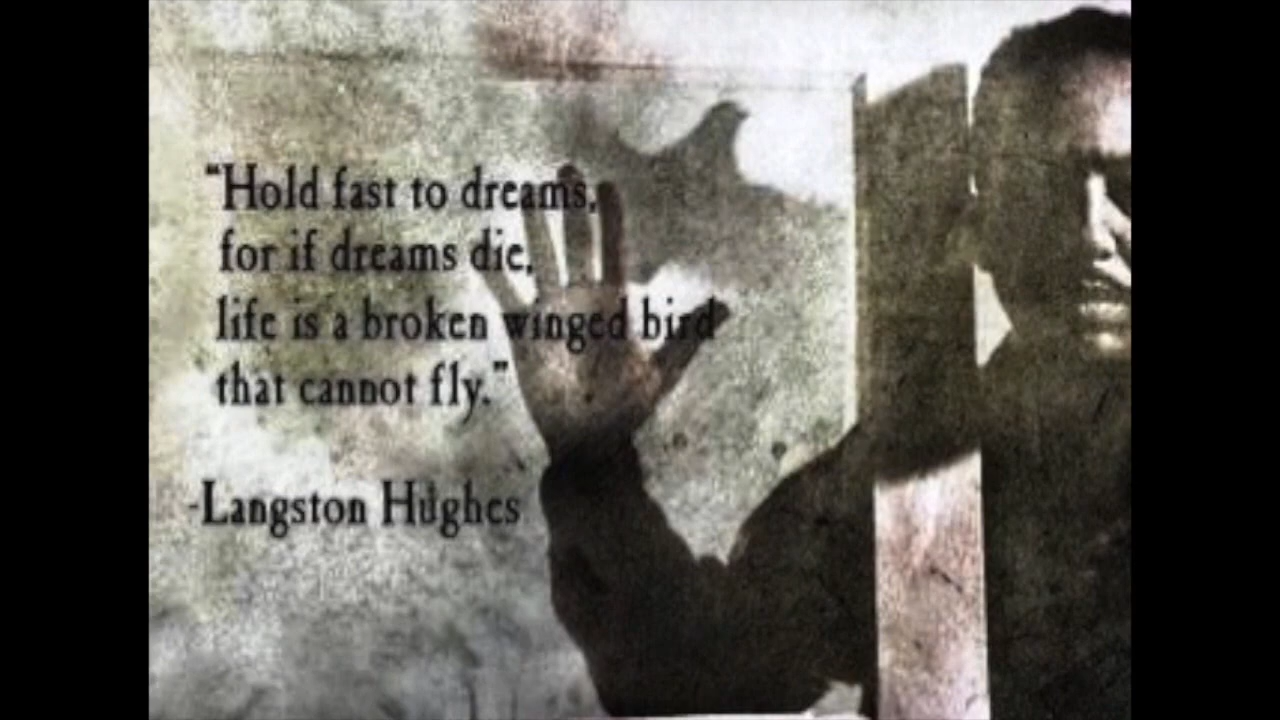 “Hold fast to dreams,
for if dreams die,
life is a broken winged bird
that cannot fly.”
-Langston Hughes